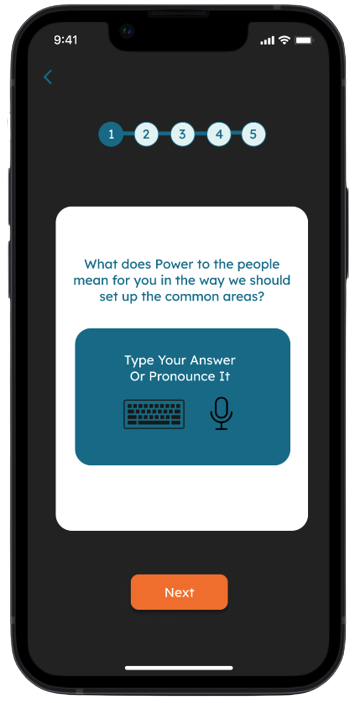 9:41
1 2 3 4 5
What does Power to the people
mean for you in the way we should
set up the common areas?
Type Your Answer
Or Pronounce It
Next